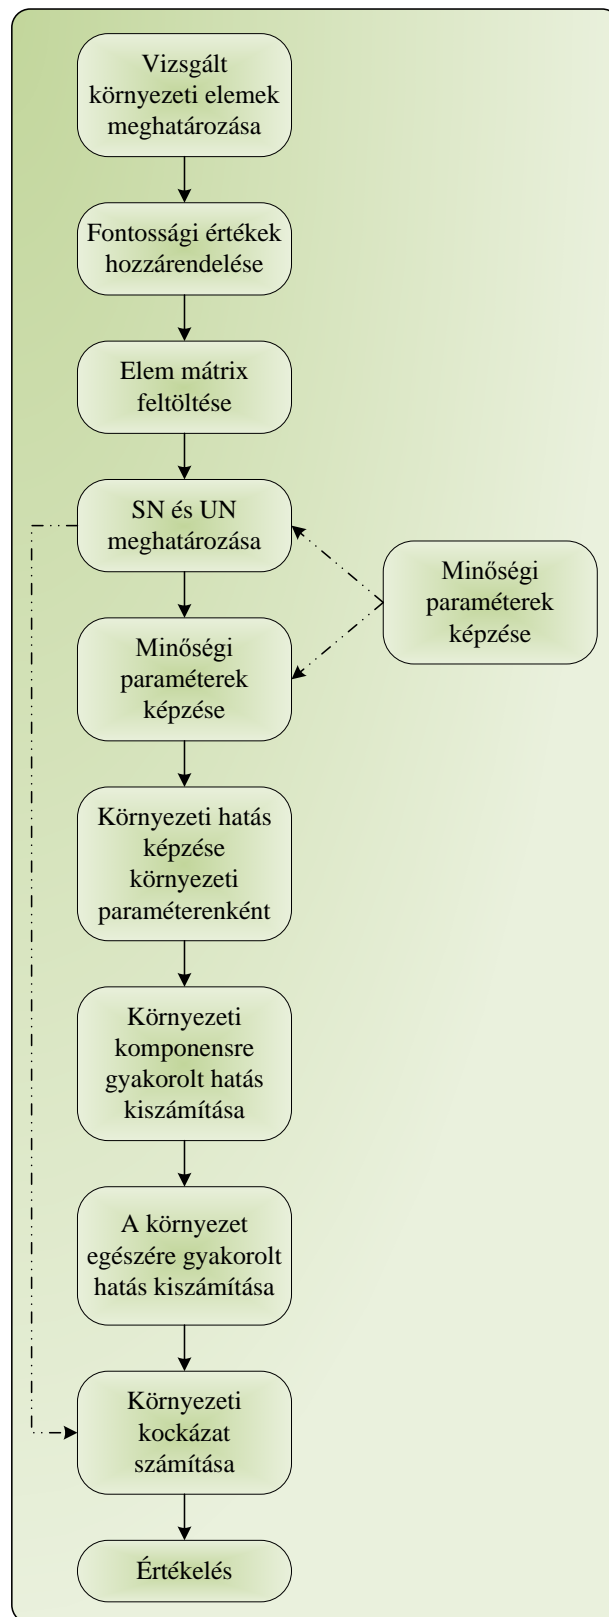 Vizsgált
környezeti elemek
meghatározása
Fontossági értékek
hozzárendelése
Elem mátrix
feltöltése
SN és UN
meghatározása
Minőségi
paraméterek
képzése
Minőségi
paraméterek
képzése
Környezeti hatás
képzése
környezeti
paraméterenként
Környezeti
komponensre
gyakorolt hatás
kiszámítása
A környezet
egészére gyakorolt
hatás kiszámítása
Környezeti
kockázat
számítása
Értékelés